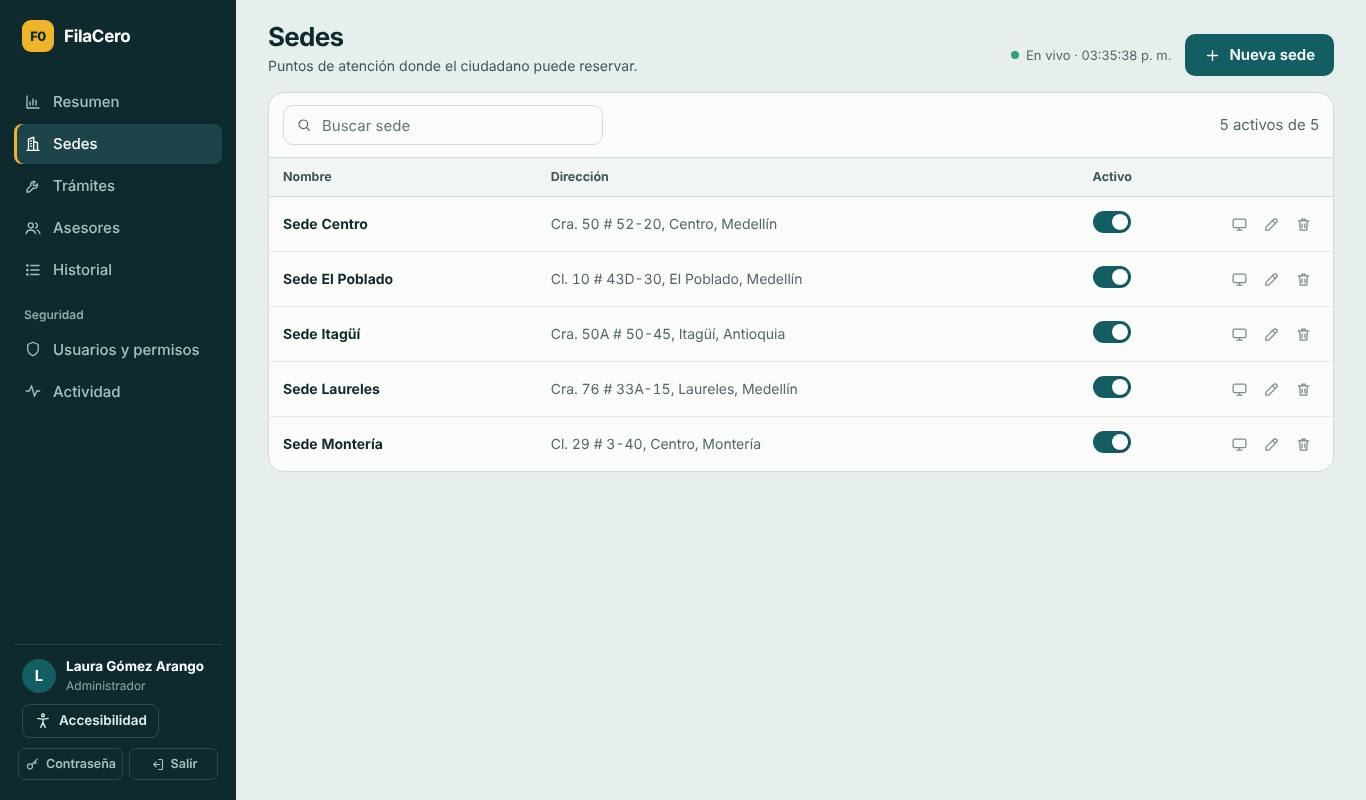 F0 FilaCero
Resumen
Sedes
Trámites
Asesores
Historial
Seguridad
Usuarios y permisos
Actividad
L
Laura Gómez Arango
Administrador
Accesibilidad
Contraseña
Salir
Sedes
Puntos de atención donde el ciudadano puede reservar.
En vivo · 03:35:38 p. m.
Nueva sede
Buscar sede
5 activos de 5
Nombre Dirección Activo
Sede Centro Cra. 50 # 52-20, Centro, Medellín
Sede El Poblado Cl. 10 # 43D-30, El Poblado, Medellín
Sede Itagüí Cra. 50A # 50-45, Itagüí, Antioquia
Sede Laureles Cra. 76 # 33A-15, Laureles, Medellín
Sede Montería Cl. 29 # 3-40, Centro, Montería